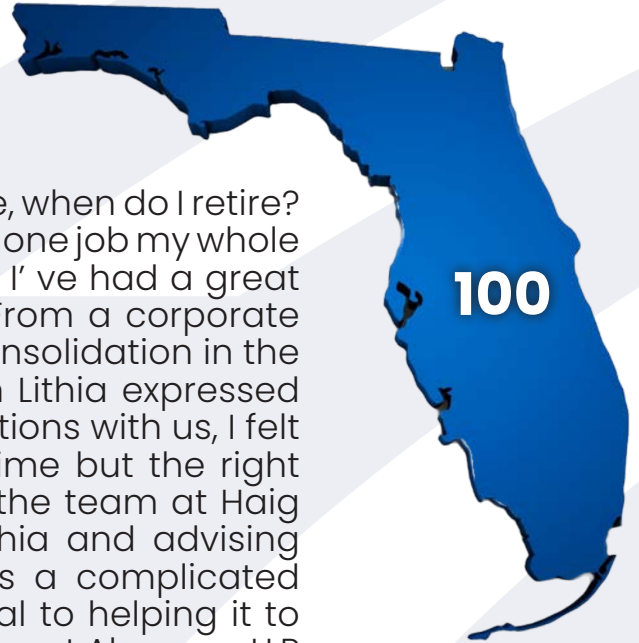 e, when do I retire?
one job my whole
I' ve had a great
From a corporate
nsolidation in the
n Lithia expressed
tions with us, I felt
ime but the right
the team at Haig
hia and advising
s a complicated
al to helping it to
100